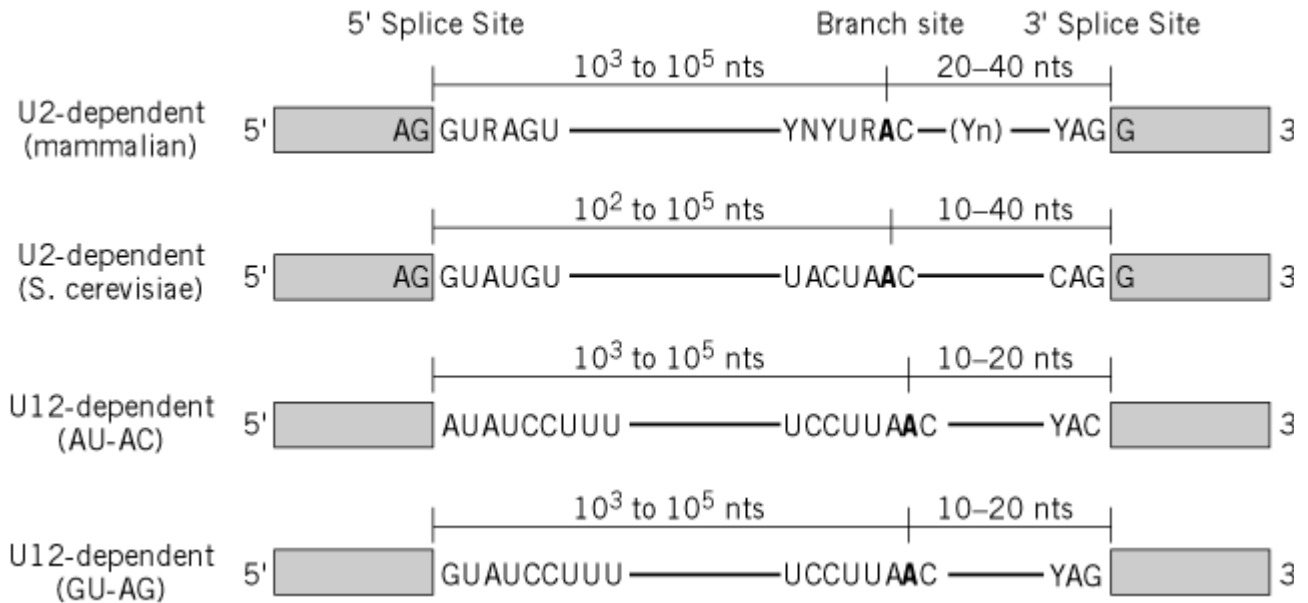 5' Splice Site Branch site 3' Splice Site
10³ to 10⁵ nts 20–40 nts
U2-dependent
(mammalian)
5' AG GURAGU YNYURAC (Yn) YAG G 3
10² to 10⁵ nts 10–40 nts
U2-dependent
(S. cerevisiae)
5' AG GUAUGU UACUAAC CAG G 3
10³ to 10⁵ nts 10–20 nts
U12-dependent
(AU-AC)
5' AUAUCCUUU UCCUUAAC YAC 3
10³ to 10⁵ nts 10–20 nts
U12-dependent
(GU-AG)
5' GUAUCCUUU UCCUUAAC YAG 3